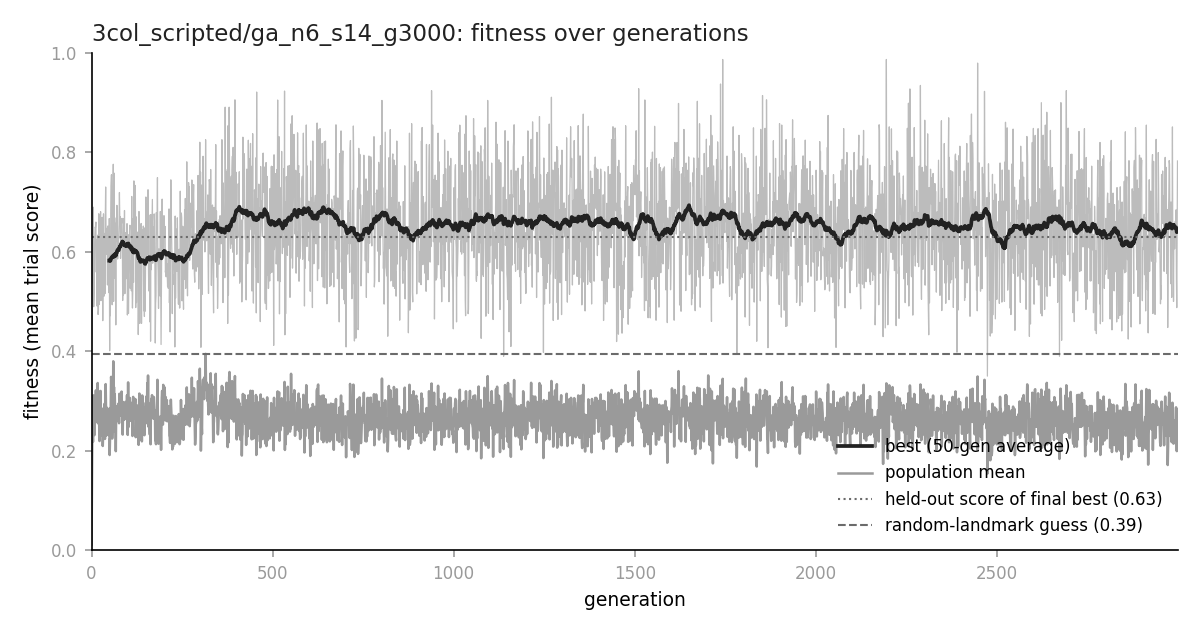 3col_scripted/ga_n6_s14_g3000: fitness over generations
1.0
0.8
0.6
0.4
0.2
0.0
fitness (mean trial score)
best (50-gen average)
population mean
held-out score of final best (0.63)
random-landmark guess (0.39)
0 500 1000 1500 2000 2500
generation